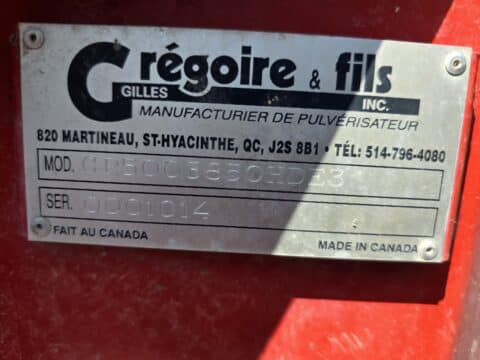 Grégoire & fils
GILLES INC.
MANUFACTURIER DE PULVÉRISATEUR
820 MARTINEAU, ST-HYACINTHE, QC, J2S 8B1 • TÉL: 514-796-4080
MOD.
SER. 0001014
FAIT AU CANADA MADE IN CANADA